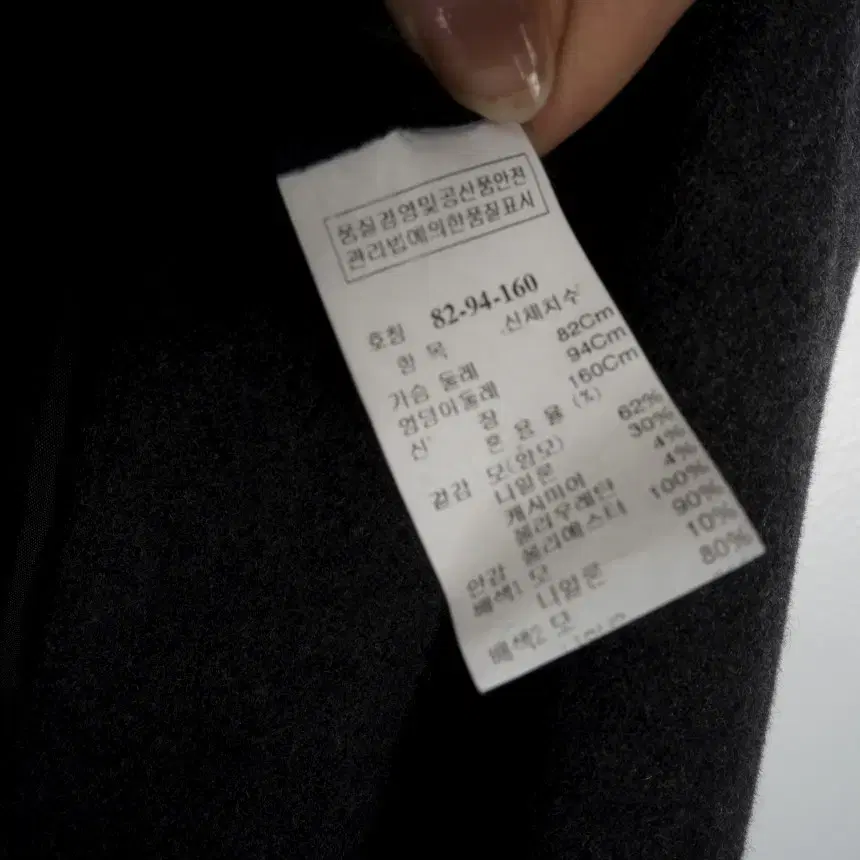 품질경영및공산품안전
관리법에의한품질표시
호칭 82-94-160
항 목 신체치수
가슴 둘레 82Cm
엉덩이둘레 94Cm
신 장 160Cm
혼 용 율 (%)
겉감 모(양모) 62%
나일론 30%
캐시미어 4%
폴리우레탄 4%
안감 폴리에스터 100%
배색1 모 90%
나일론 10%
배색2 모 80%